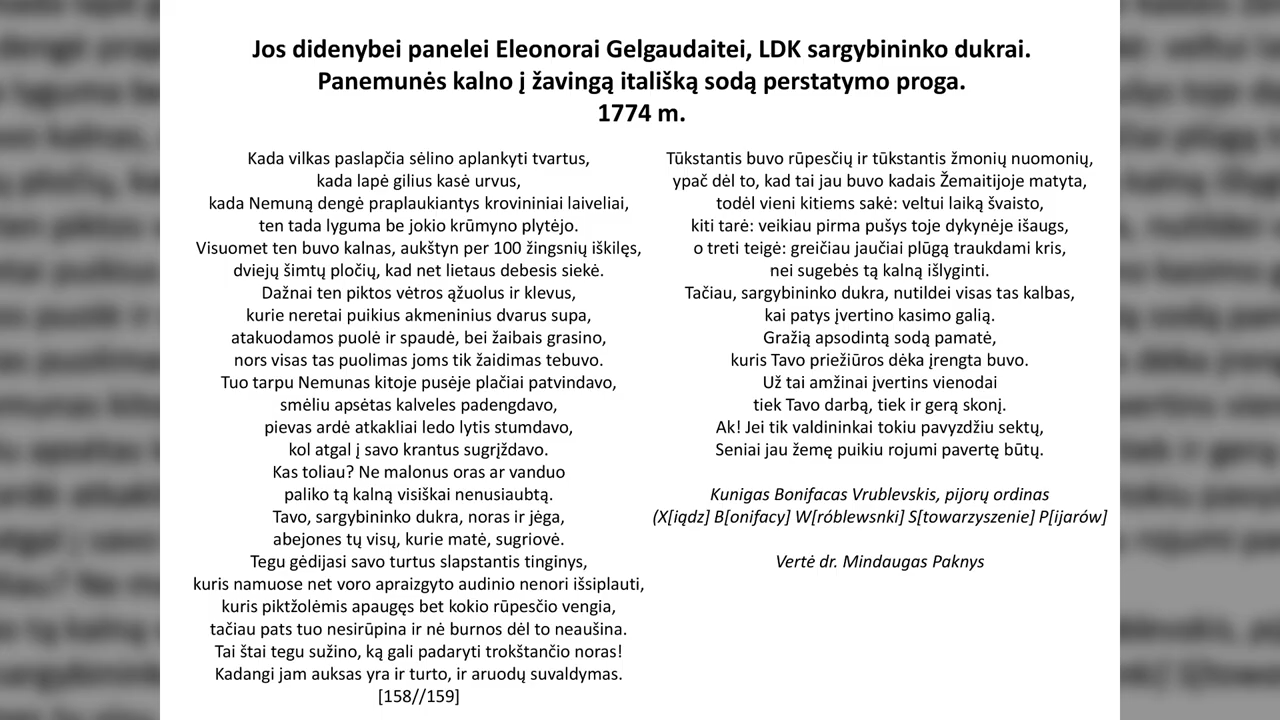 Jos didenybei panelei Eleonorai Gelgaudaitei, LDK sargybininko dukrai.
Panemunės kalno į žavingą itališką sodą perstatymo proga.
1774 m.
Kada vilkas paslapčia sėlino aplankyti tvartus,
kada lapė gilius kasė urvus,
kada Nemuną dengė praplaukiantys krovininiai laiveliai,
ten tada lyguma be jokio krūmyno plytėjo.
Visuomet ten buvo kalnas, aukštyn per 100 žingsnių iškilęs,
dviejų šimtų pločių, kad net lietaus debesis siekė.
Dažnai ten piktos vėtros ąžuolus ir klevus,
kurie neretai puikius akmeninius dvarus supa,
atakuodamos puolė ir spaudė, bei žaibais grasino,
nors visas tas puolimas joms tik žaidimas tebuvo.
Tuo tarpu Nemunas kitoje pusėje plačiai patvindavo,
smėliu apsėtas kalveles padengdavo,
pievas ardė atkakliai ledo lytis stumdavo,
kol atgal į savo krantus sugrįždavo.
Kas toliau? Ne malonus oras ar vanduo
paliko tą kalną visiškai nenusiaubtą.
Tavo, sargybininko dukra, noras ir jėga,
abejones tų visų, kurie matė, sugriovė.
Tegu gėdijasi savo turtus slapstantis tinginys,
kuris namuose net voro apraizgyto audinio nenori išsiplauti,
kuris piktžolėmis apaugęs bet kokio rūpesčio vengia,
tačiau pats tuo nesirūpina ir nė burnos dėl to neaušina.
Tai štai tegu sužino, ką gali padaryti trokštančio noras!
Kadangi jam auksas yra ir turto, ir aruodų suvaldymas.
[158//159]
Tūkstantis buvo rūpesčių ir tūkstantis žmonių nuomonių,
ypač dėl to, kad tai jau buvo kadais Žemaitijoje matyta,
todėl vieni kitiems sakė: veltui laiką švaisto,
kiti tarė: veikiau pirma pušys toje dykynėje išaugs,
o treti teigė: greičiau jaučiai plūgą traukdami kris,
nei sugebės tą kalną išlyginti.
Tačiau, sargybininko dukra, nutildei visas tas kalbas,
kai patys įvertino kasimo galią.
Gražią apsodintą sodą pamatė,
kuris Tavo priežiūros dėka įrengta buvo.
Už tai amžinai įvertins vienodai
tiek Tavo darbą, tiek ir gerą skonį.
Ak! Jei tik valdininkai tokiu pavyzdžiu sektų,
Seniai jau žemę puikiu rojumi pavertę būtų.
Kunigas Bonifacas Vrublevskis, pijorų ordinas
(X[iądz] B[onifacy] W[róblewsnki] S[towarzyszenie] P[ijarów]
Vertė dr. Mindaugas Paknys